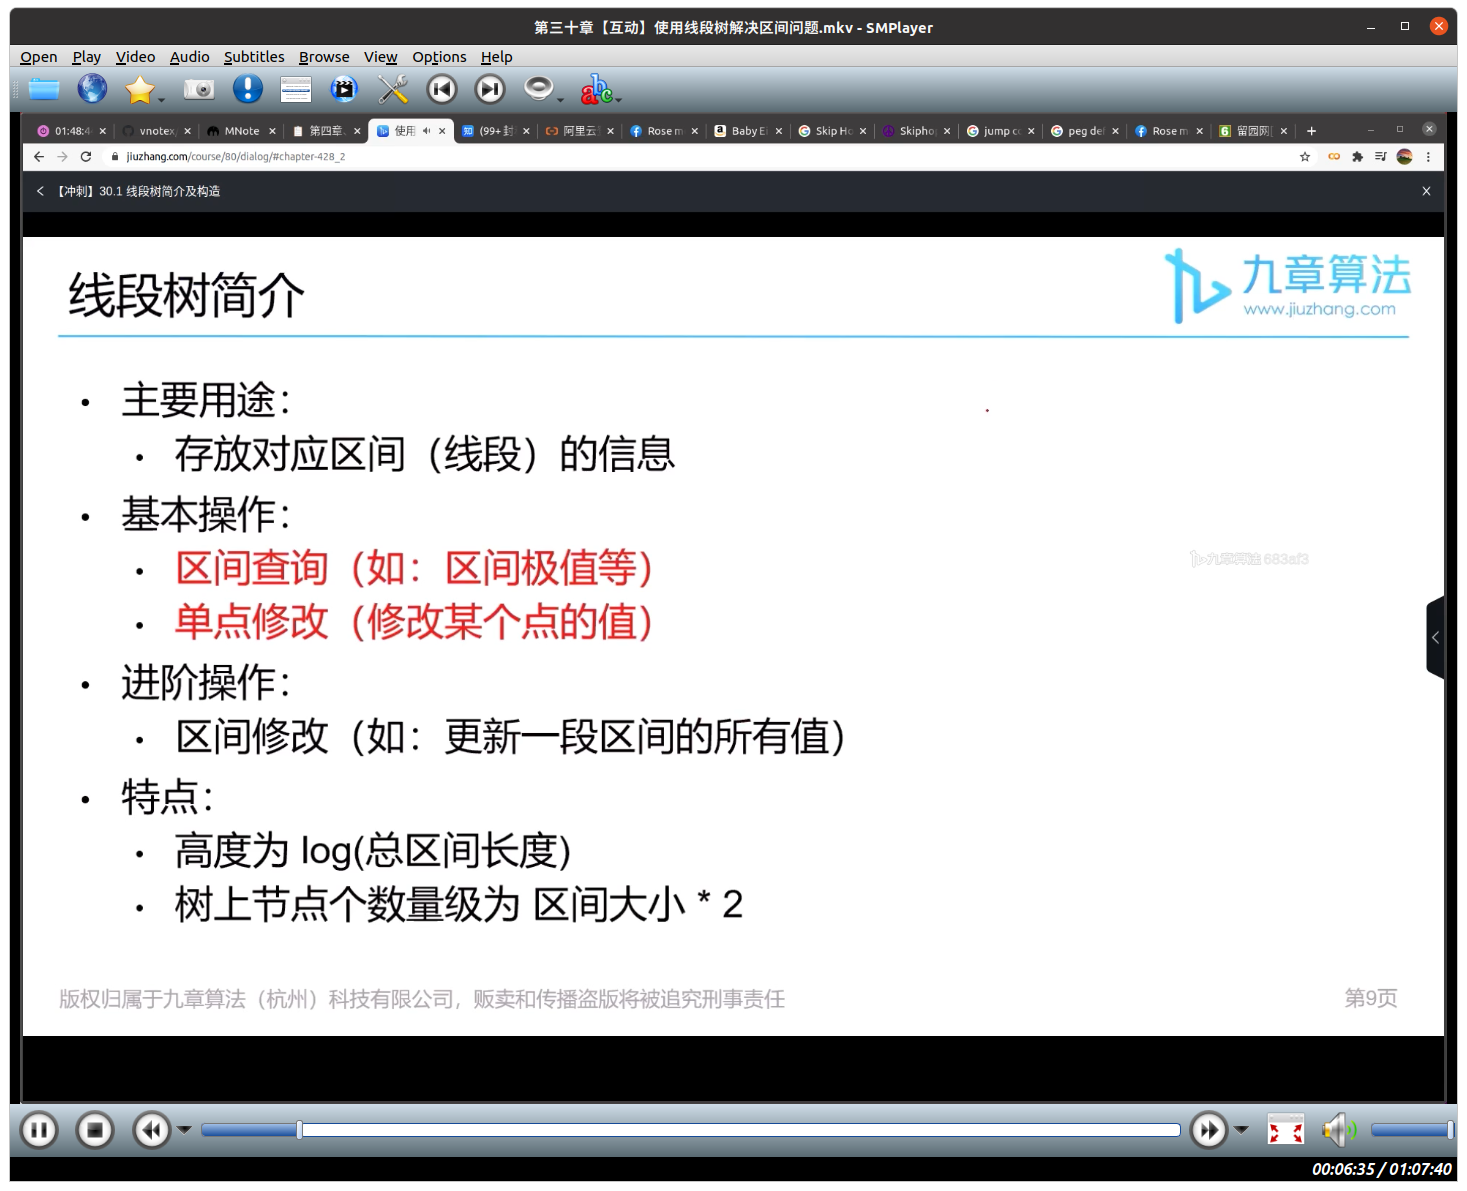 第三十章【互动】使用线段树解决区间问题.mkv - SMPlayer
Open Play Video Audio Subtitles Browse View Options Help
abc
01:48:4 vnotex MNote 第四章 使用 (99+ 封 阿里云 Rose m Baby E Skip Ho Skipho jump c peg de Rose m 留园网
jiuzhang.com/course/80/dialog/#chapter-428_2
【冲刺】30.1 线段树简介及构造
线段树简介
九章算法
www.jiuzhang.com
• 主要用途：
• 存放对应区间（线段）的信息
• 基本操作：
• 区间查询（如：区间极值等）
九章算法 683af3
• 单点修改（修改某个点的值）
• 进阶操作：
• 区间修改（如：更新一段区间的所有值）
• 特点：
• 高度为 log(总区间长度)
• 树上节点个数量级为 区间大小 * 2
版权归属于九章算法（杭州）科技有限公司，贩卖和传播盗版将被追究刑事责任
第9页
00:06:35 / 01:07:40